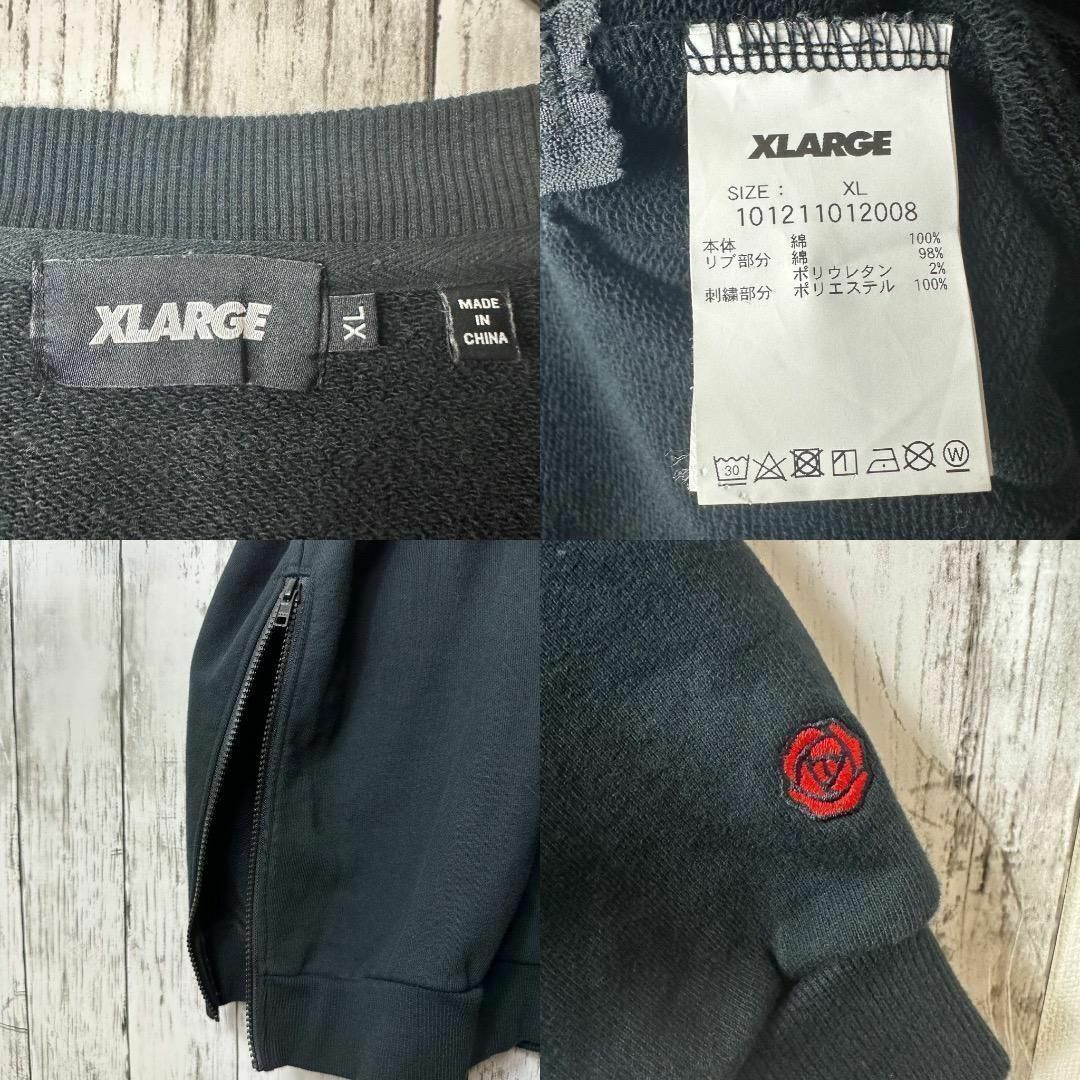 XLARGE
XL
MADE
IN
CHINA
XLARGE
SIZE : XL
101211012008
本体 綿 100%
リブ部分 綿 98%
ポリウレタン 2%
刺繍部分 ポリエステル 100%
30
W